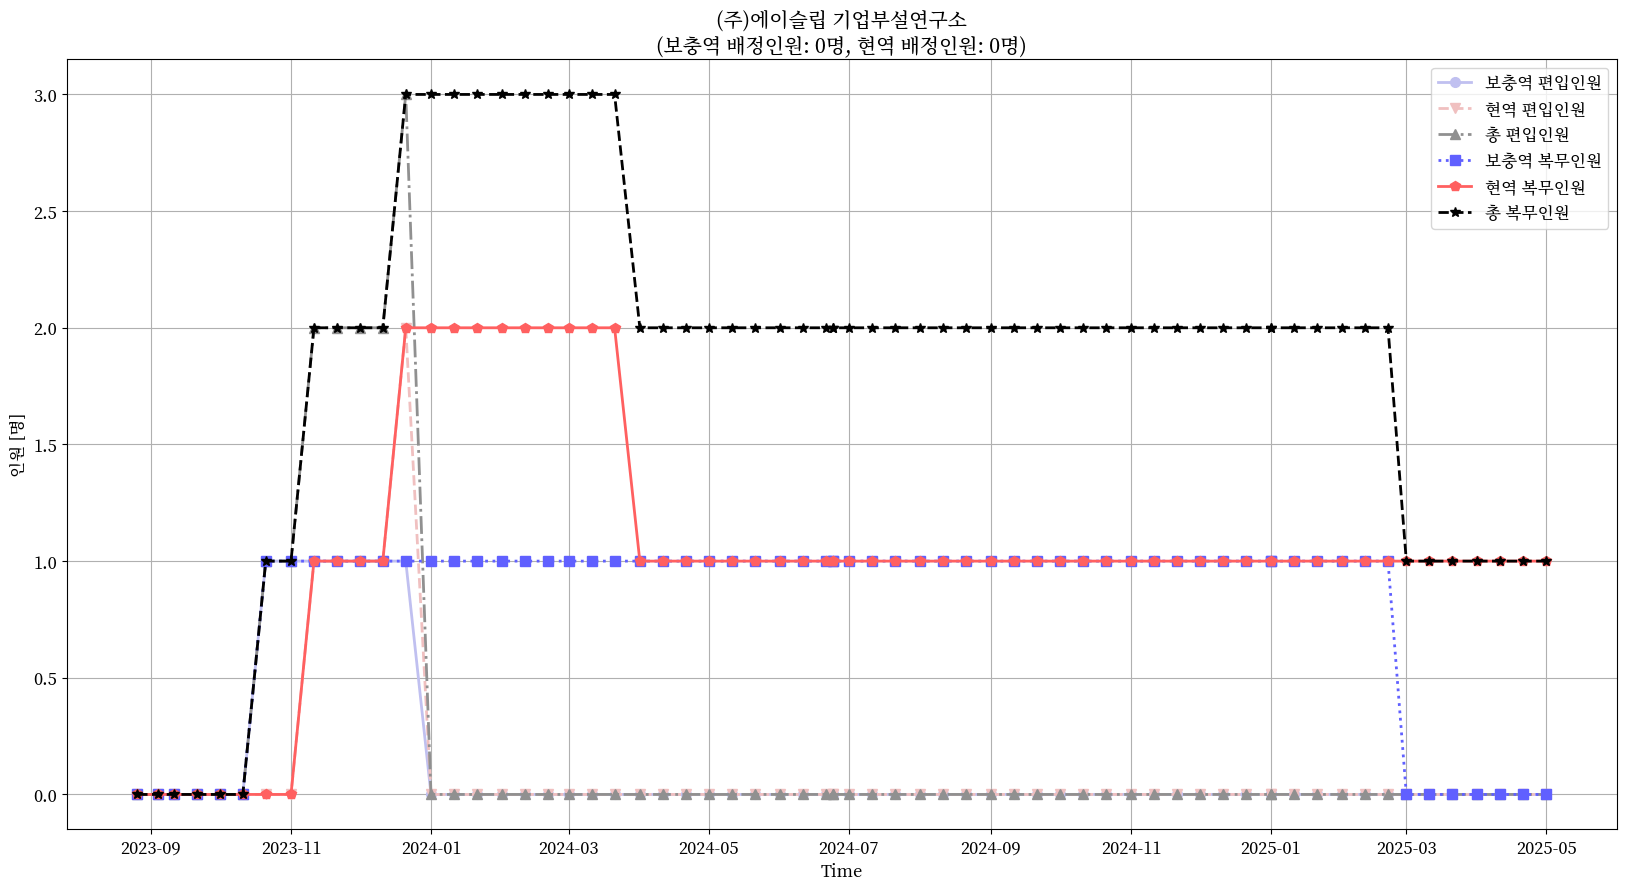 (주)에이슬립 기업부설연구소
(보충역 배정인원: 0명, 현역 배정인원: 0명)
보충역 편입인원
현역 편입인원
총 편입인원
보충역 복무인원
현역 복무인원
총 복무인원
인원 [명]
3.0
2.5
2.0
1.5
1.0
0.5
0.0
2023-09
2023-11
2024-01
2024-03
2024-05
2024-07
2024-09
2024-11
2025-01
2025-03
2025-05
Time